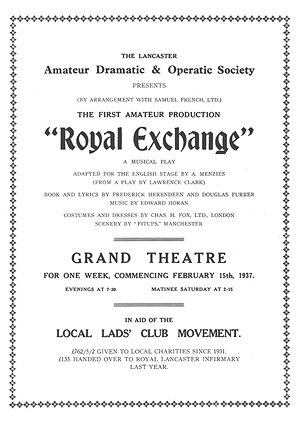 THE LANCASTER
Amateur Dramatic & Operatic Society
PRESENTS
(BY ARRANGEMENT WITH SAMUEL FRENCH, LTD.)
THE FIRST AMATEUR PRODUCTION
"Royal Exchange"
A MUSICAL PLAY
ADAPTED FOR THE ENGLISH STAGE BY A. MENZIES
(FROM A PLAY BY LAWRENCE CLARK)
BOOK AND LYRICS BY FREDERICK HERENDEEN AND DOUGLAS FURBER
MUSIC BY EDWARD HORAN
COSTUMES AND DRESSES BY CHAS. H. FOX, LTD., LONDON
SCENERY BY "FITUPS," MANCHESTER
GRAND THEATRE
FOR ONE WEEK, COMMENCING FEBRUARY 15th, 1937.
EVENINGS AT 7-30 MATINEE SATURDAY AT 2-15
IN AID OF THE
LOCAL LADS' CLUB MOVEMENT.
£762/5/2 GIVEN TO LOCAL CHARITIES SINCE 1931.
£135 HANDED OVER TO ROYAL LANCASTER INFIRMARY
LAST YEAR.